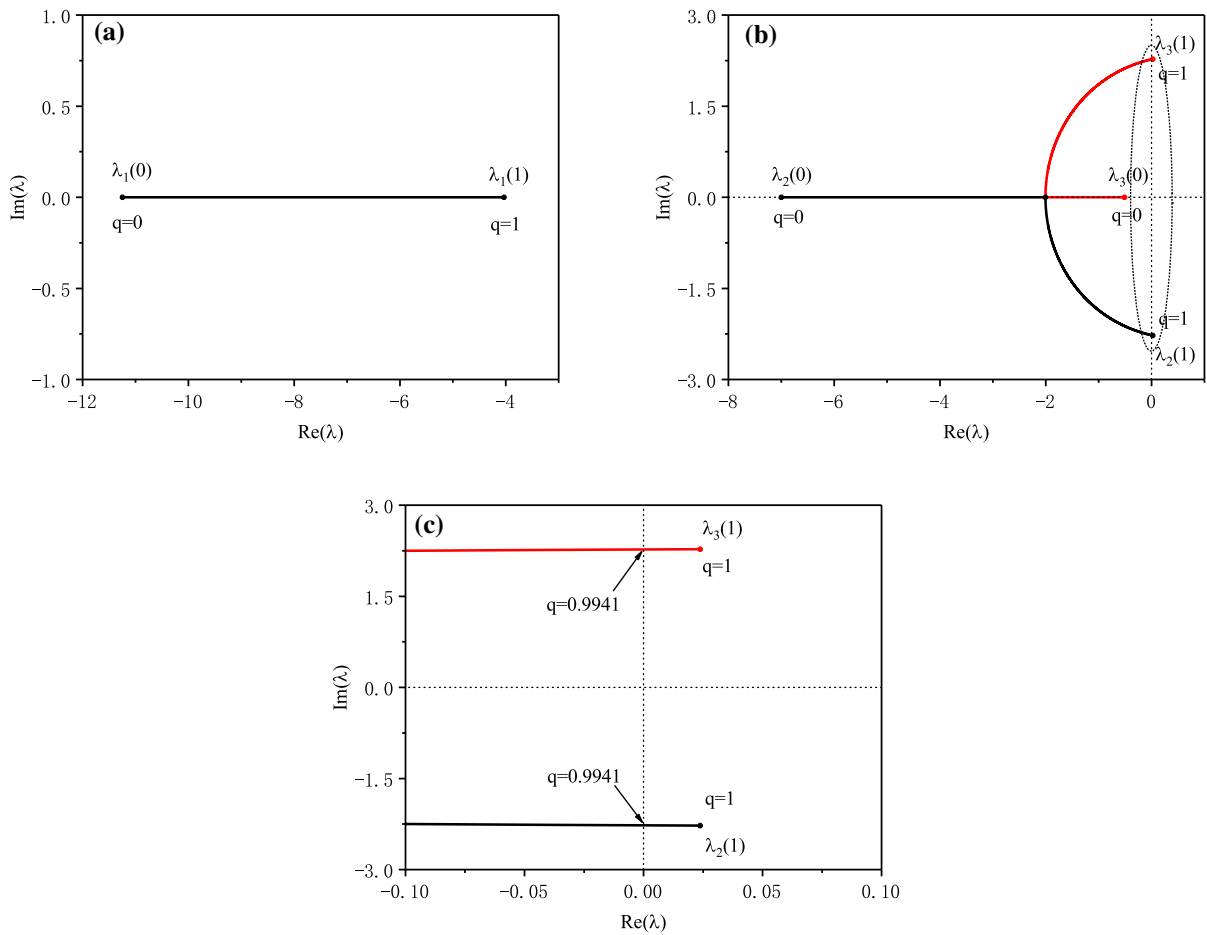 (a)
1.0
0.5
0.0
−0.5
−1.0
Im(λ)
λ₁(0)
q=0
λ₁(1)
q=1
−12
−10
−8
−6
−4
Re(λ)
(b)
3.0
1.5
0.0
−1.5
−3.0
Im(λ)
λ₃(1)
q=1
λ₂(0)
q=0
λ₃(0)
q=0
q=1
λ₂(1)
−8
−6
−4
−2
0
Re(λ)
(c)
3.0
1.5
0.0
−1.5
−3.0
Im(λ)
λ₃(1)
q=1
q=0.9941
q=0.9941
q=1
λ₂(1)
−0.10
−0.05
0.00
0.05
0.10
Re(λ)